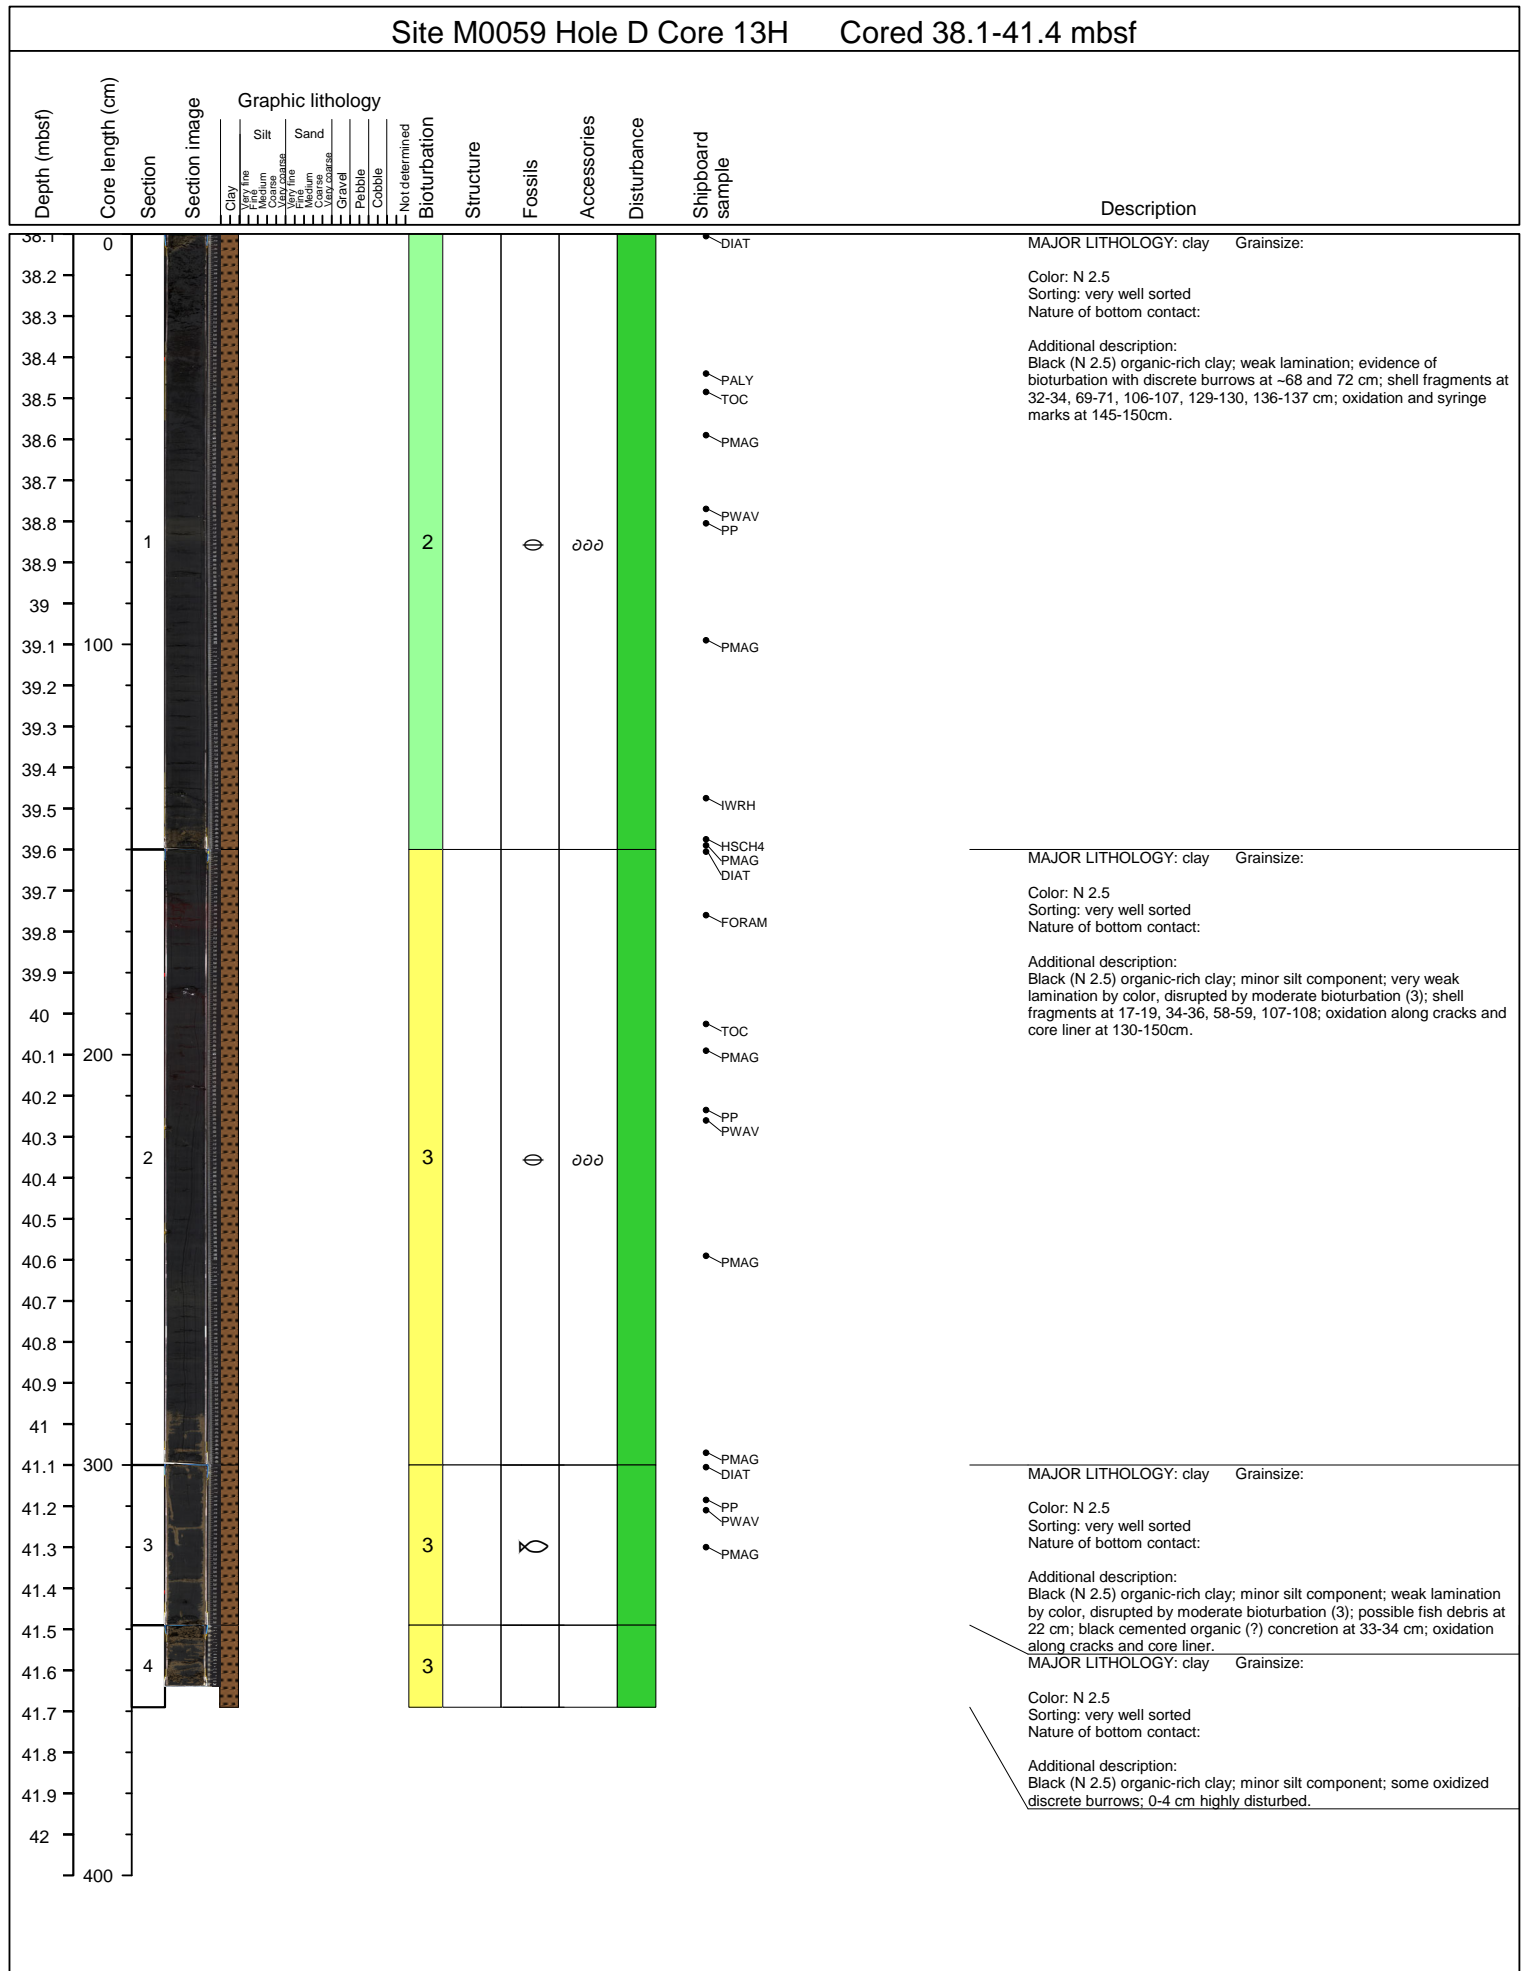 Site M0059 Hole D Core 13H Cored 38.1-41.4 mbsf
Depth (mbsf)
Core length (cm)
Section
Section image
Graphic lithology
Clay
Silt
Very fine
Fine
Medium
Coarse
Very coarse
Sand
Very fine
Fine
Medium
Coarse
Very coarse
Gravel
Pebble
Cobble
Not determined
Bioturbation
Structure
Fossils
Accessories
Disturbance
Shipboard
sample
Description
38.1
38.2
38.3
38.4
38.5
38.6
38.7
38.8
38.9
39
39.1
39.2
39.3
39.4
39.5
39.6
39.7
39.8
39.9
40
40.1
40.2
40.3
40.4
40.5
40.6
40.7
40.8
40.9
41
41.1
41.2
41.3
41.4
41.5
41.6
41.7
41.8
41.9
42
0
100
200
300
400
1
2
3
4
2
3
3
3
DIAT
PALY
TOC
PMAG
PWAV
PP
PMAG
IWRH
HSCH4
PMAG
DIAT
FORAM
TOC
PMAG
PP
PWAV
PMAG
PMAG
DIAT
PP
PWAV
PMAG
MAJOR LITHOLOGY: clay Grainsize:
Color: N 2.5
Sorting: very well sorted
Nature of bottom contact:
Additional description:
Black (N 2.5) organic-rich clay; weak lamination; evidence of
bioturbation with discrete burrows at ~68 and 72 cm; shell fragments at
32-34, 69-71, 106-107, 129-130, 136-137 cm; oxidation and syringe
marks at 145-150cm.
MAJOR LITHOLOGY: clay Grainsize:
Color: N 2.5
Sorting: very well sorted
Nature of bottom contact:
Additional description:
Black (N 2.5) organic-rich clay; minor silt component; very weak
lamination by color, disrupted by moderate bioturbation (3); shell
fragments at 17-19, 34-36, 58-59, 107-108; oxidation along cracks and
core liner at 130-150cm.
MAJOR LITHOLOGY: clay Grainsize:
Color: N 2.5
Sorting: very well sorted
Nature of bottom contact:
Additional description:
Black (N 2.5) organic-rich clay; minor silt component; weak lamination
by color, disrupted by moderate bioturbation (3); possible fish debris at
22 cm; black cemented organic (?) concretion at 33-34 cm; oxidation
along cracks and core liner.
MAJOR LITHOLOGY: clay Grainsize:
Color: N 2.5
Sorting: very well sorted
Nature of bottom contact:
Additional description:
Black (N 2.5) organic-rich clay; minor silt component; some oxidized
discrete burrows; 0-4 cm highly disturbed.